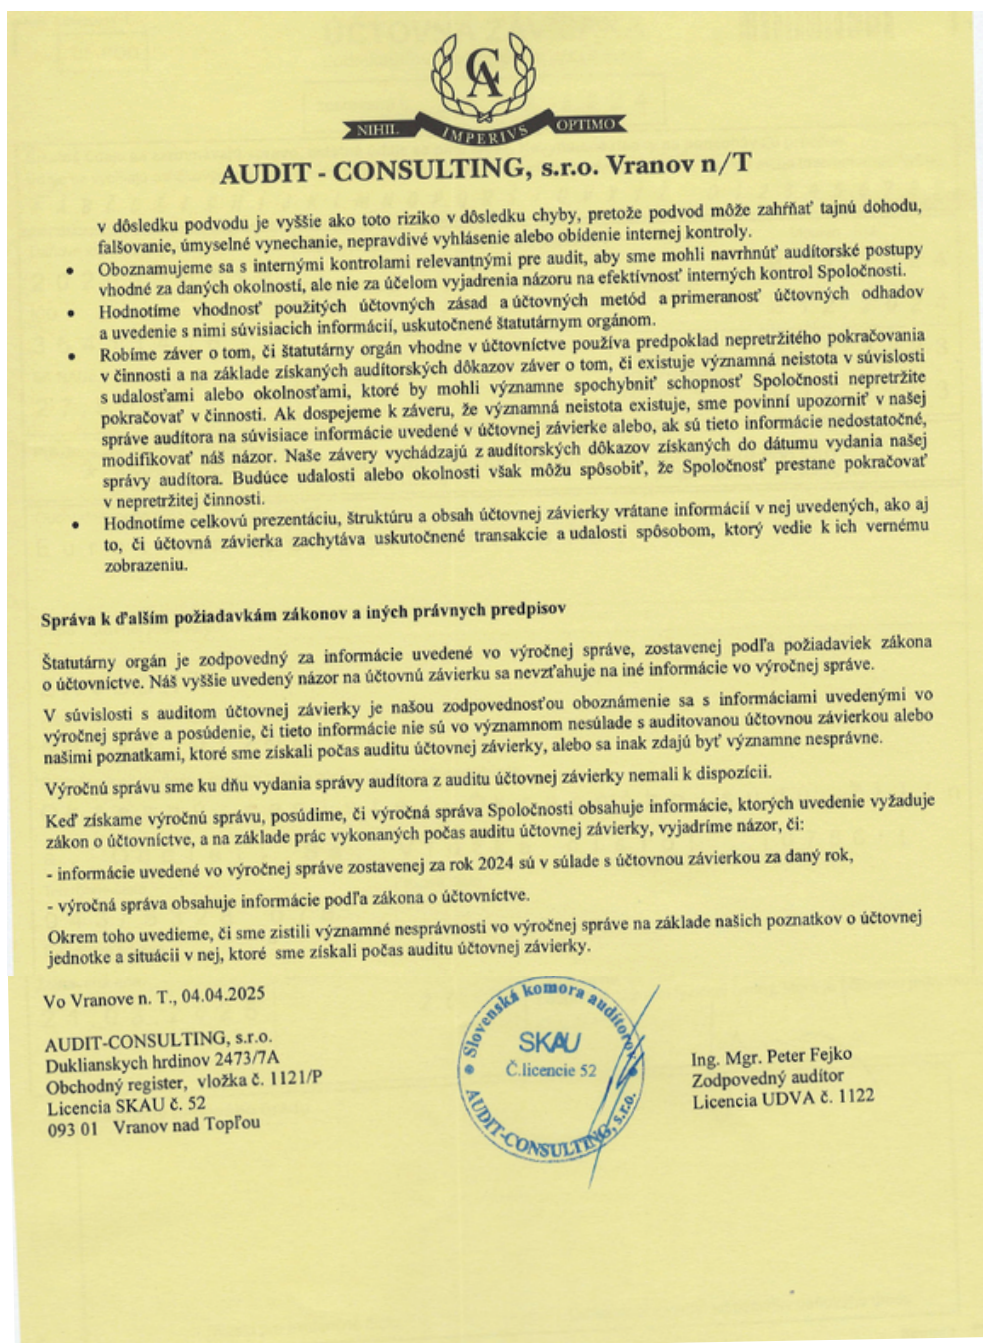 CA
NIHIL IMPERIVS OPTIMO
AUDIT - CONSULTING, s.r.o. Vranov n/T
v dôsledku podvodu je vyššie ako toto riziko v dôsledku chyby, pretože podvod môže zahŕňať tajnú dohodu,
falšovanie, úmyselné vynechanie, nepravdivé vyhlásenie alebo obídenie internej kontroly.
• Oboznamujeme sa s internými kontrolami relevantnými pre audit, aby sme mohli navrhnúť audítorské postupy
vhodné za daných okolností, ale nie za účelom vyjadrenia názoru na efektívnosť interných kontrol Spoločnosti.
• Hodnotíme vhodnosť použitých účtovných zásad a účtovných metód a primeranosť účtovných odhadov
a uvedenie s nimi súvisiacich informácií, uskutočnené štatutárnym orgánom.
• Robíme záver o tom, či štatutárny orgán vhodne v účtovníctve používa predpoklad nepretržitého pokračovania
v činnosti a na základe získaných audítorských dôkazov záver o tom, či existuje významná neistota v súvislosti
s udalosťami alebo okolnosťami, ktoré by mohli významne spochybniť schopnosť Spoločnosti nepretržite
pokračovať v činnosti. Ak dospejeme k záveru, že významná neistota existuje, sme povinní upozorniť v našej
správe audítora na súvisiace informácie uvedené v účtovnej závierke alebo, ak sú tieto informácie nedostatočné,
modifikovať náš názor. Naše závery vychádzajú z audítorských dôkazov získaných do dátumu vydania našej
správy audítora. Budúce udalosti alebo okolnosti však môžu spôsobiť, že Spoločnosť prestane pokračovať
v nepretržitej činnosti.
• Hodnotíme celkovú prezentáciu, štruktúru a obsah účtovnej závierky vrátane informácií v nej uvedených, ako aj
to, či účtovná závierka zachytáva uskutočnené transakcie a udalosti spôsobom, ktorý vedie k ich vernému
zobrazeniu.
Správa k ďalším požiadavkám zákonov a iných právnych predpisov
Štatutárny orgán je zodpovedný za informácie uvedené vo výročnej správe, zostavenej podľa požiadaviek zákona
o účtovníctve. Náš vyššie uvedený názor na účtovnú závierku sa nevzťahuje na iné informácie vo výročnej správe.
V súvislosti s auditom účtovnej závierky je našou zodpovednosťou oboznámenie sa s informáciami uvedenými vo
výročnej správe a posúdenie, či tieto informácie nie sú vo významnom nesúlade s auditovanou účtovnou závierkou alebo
našimi poznatkami, ktoré sme získali počas auditu účtovnej závierky, alebo sa inak zdajú byť významne nesprávne.
Výročnú správu sme ku dňu vydania správy audítora z auditu účtovnej závierky nemali k dispozícii.
Keď získame výročnú správu, posúdime, či výročná správa Spoločnosti obsahuje informácie, ktorých uvedenie vyžaduje
zákon o účtovníctve, a na základe prác vykonaných počas auditu účtovnej závierky, vyjadríme názor, či:
- informácie uvedené vo výročnej správe zostavenej za rok 2024 sú v súlade s účtovnou závierkou za daný rok,
- výročná správa obsahuje informácie podľa zákona o účtovníctve.
Okrem toho uvedieme, či sme zistili významné nesprávnosti vo výročnej správe na základe našich poznatkov o účtovnej
jednotke a situácii v nej, ktoré sme získali počas auditu účtovnej závierky.
Vo Vranove n. T., 04.04.2025
AUDIT-CONSULTING, s.r.o.
Duklianskych hrdinov 2473/7A
Obchodný register, vložka č. 1121/P
Licencia SKAU č. 52
093 01 Vranov nad Topľou
Slovenská komora audítorov
SKAU
Č.licencie 52
AUDIT-CONSULTING, s.r.o.
Ing. Mgr. Peter Fejko
Zodpovedný audítor
Licencia UDVA č. 1122